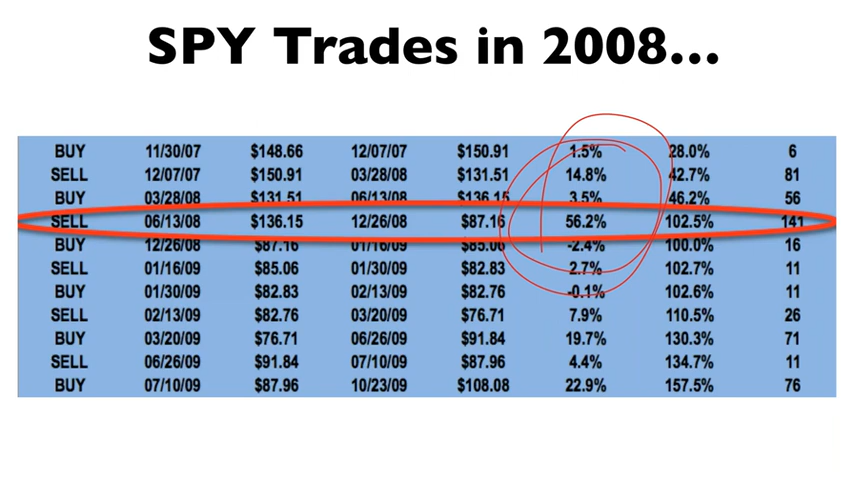 SPY Trades in 2008...
BUY 11/30/07 $148.66 12/07/07 $150.91 1.5% 28.0% 6
SELL 12/07/07 $150.91 03/28/08 $131.51 14.8% 42.7% 81
BUY 03/28/08 $131.51 06/13/08 $136.15 3.5% 46.2% 56
SELL 06/13/08 $136.15 12/26/08 $87.16 56.2% 102.5% 141
BUY 12/26/08 $87.16 01/16/09 $85.06 -2.4% 100.0% 16
SELL 01/16/09 $85.06 01/30/09 $82.83 2.7% 102.7% 11
BUY 01/30/09 $82.83 02/13/09 $82.76 -0.1% 102.6% 11
SELL 02/13/09 $82.76 03/20/09 $76.71 7.9% 110.5% 26
BUY 03/20/09 $76.71 06/26/09 $91.84 19.7% 130.3% 71
SELL 06/26/09 $91.84 07/10/09 $87.96 4.4% 134.7% 11
BUY 07/10/09 $87.96 10/23/09 $108.08 22.9% 157.5% 76